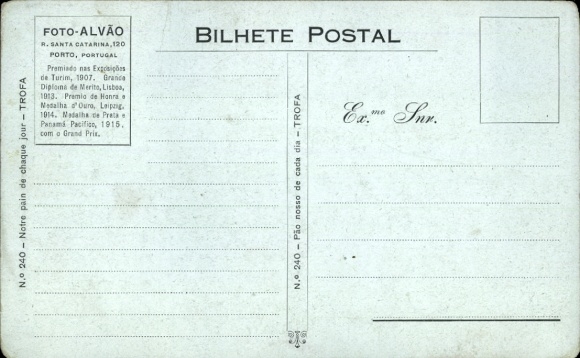 FOTO-ALVÃO
R. SANTA CATARINA, 120
PORTO, PORTUGAL
Premiado nas Exposições
de Turim, 1907. Grande
Diploma de Merito, Lisboa,
1913. Premio de Honra e
Medalha d'Ouro, Leipzig,
1914. Medalha de Prata e
Panamá Pacifico, 1915,
com o Grand Prix.
BILHETE POSTAL
Ex.mo Snr.
N.º 240 – Notre pain de chaque jour – TROFA
N.º 240 – Pão nosso de cada dia – TROFA